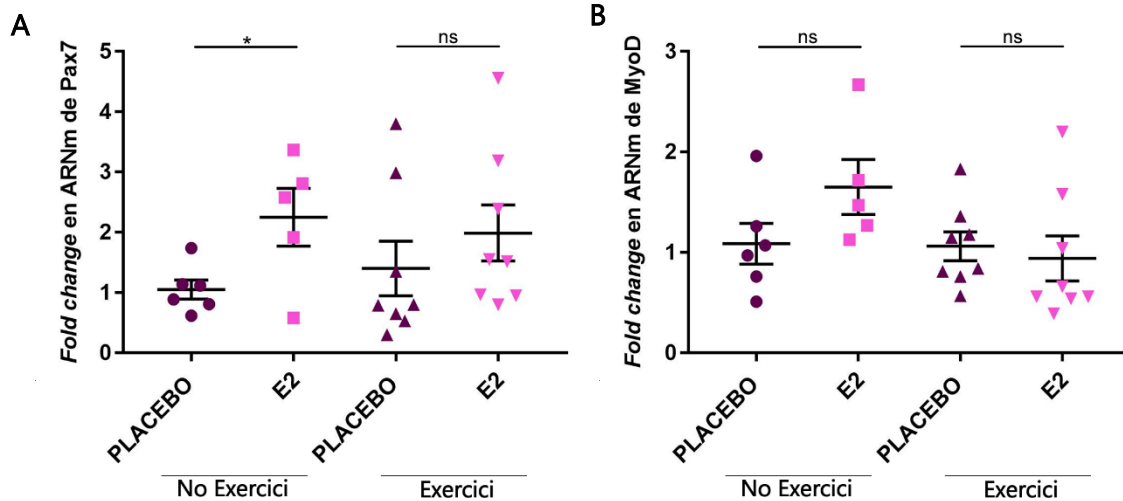 A
Fold change en ARNm de Pax7
5
4
3
2
1
0
*
ns
PLACEBO
E2
PLACEBO
E2
No Exercici
Exercici
B
Fold change en ARNm de MyoD
3
2
1
0
ns
ns
PLACEBO
E2
PLACEBO
E2
No Exercici
Exercici